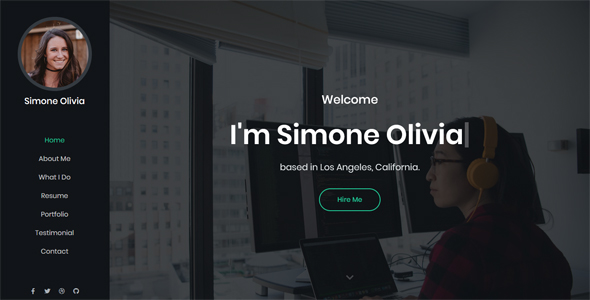 Simone Olivia
Home
About Me
What I Do
Resume
Portfolio
Testimonial
Contact
Welcome
I'm Simone Olivia
based in Los Angeles, California.
Hire Me